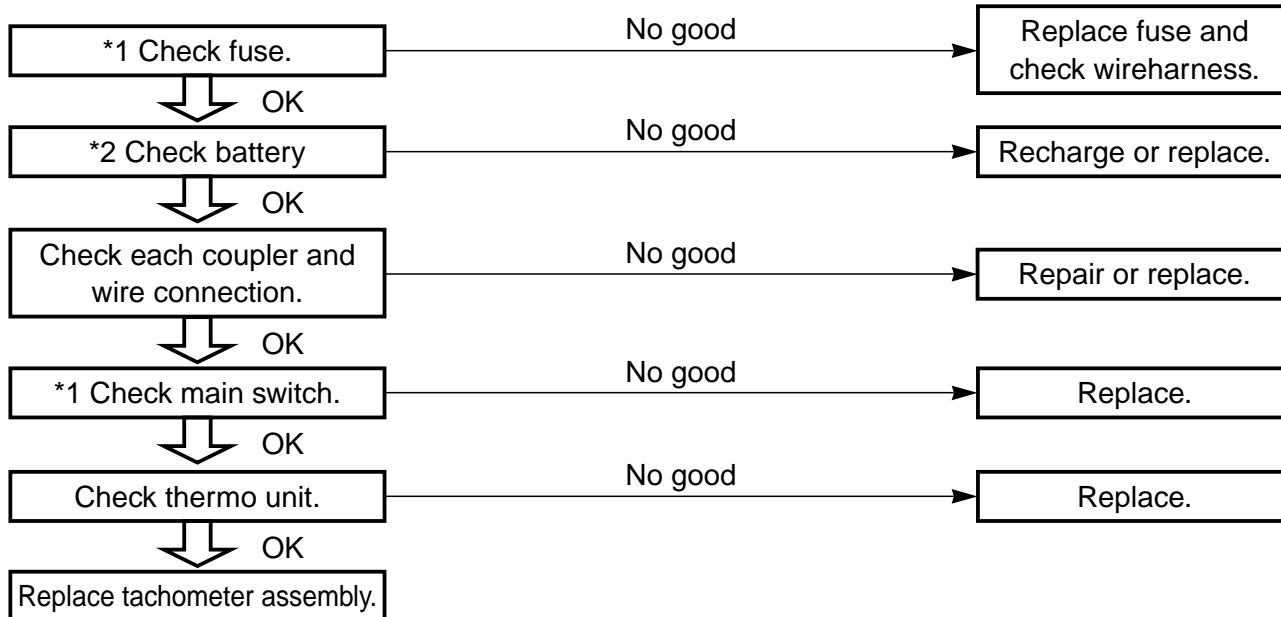 *1 Check fuse.
No good
Replace fuse and
check wireharness.
OK
*2 Check battery
No good
Recharge or replace.
OK
Check each coupler and
wire connection.
No good
Repair or replace.
OK
*1 Check main switch.
No good
Replace.
OK
Check thermo unit.
No good
Replace.
OK
Replace tachometer assembly.